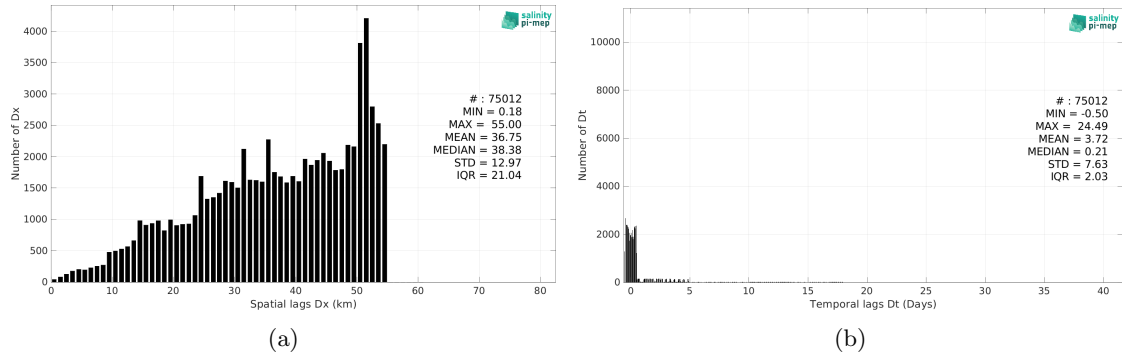 4000
3500
3000
2500
2000
1500
1000
500
0
Number of Dx
salinity
pi-mep
# : 75012
MIN = 0.18
MAX = 55.00
MEAN = 36.75
MEDIAN = 38.38
STD = 12.97
IQR = 21.04
0 10 20 30 40 50 60 70 80
Spatial lags Dx (km)
(a)
10000
8000
6000
4000
2000
0
Number of Dt
salinity
pi-mep
# : 75012
MIN = -0.50
MAX = 24.49
MEAN = 3.72
MEDIAN = 0.21
STD = 7.63
IQR = 2.03
0 5 10 15 20 25 30 35 40
Temporal lags Dt (Days)
(b)